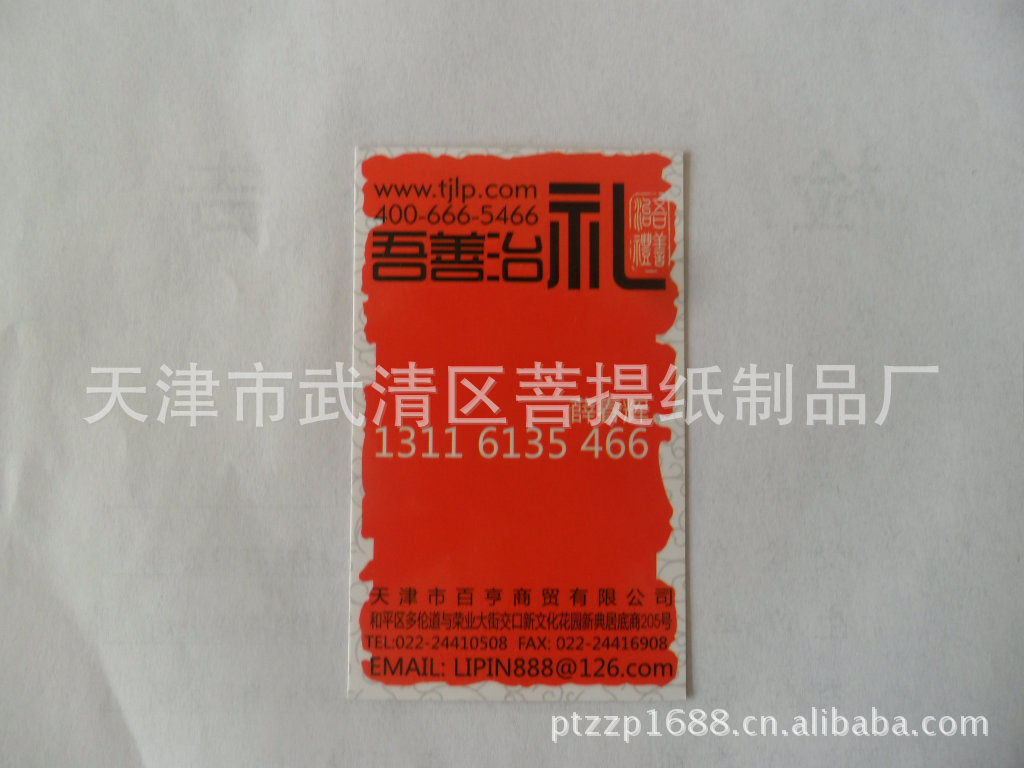 www.tjlp.com
400-666-5466
吾善治礼
吾善
治禮
天津市武清区菩提纸制品厂
1311 6135 466
天津市百亨商贸有限公司
和平区多伦道与荣业大街交口新文化花园新典居底商205号
TEL:022-24410508 FAX: 022-24416908
EMAIL: LIPIN888@126.com
ptzzp1688.cn.alibaba.com